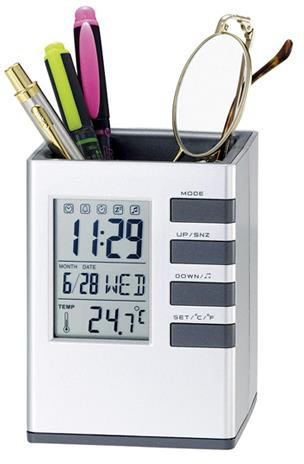 MODE
11:29
UP/SNZ
MONTH DATE
6/28 WED
DOWN/♫
TEMP
24.7°c
SET/°C/°F